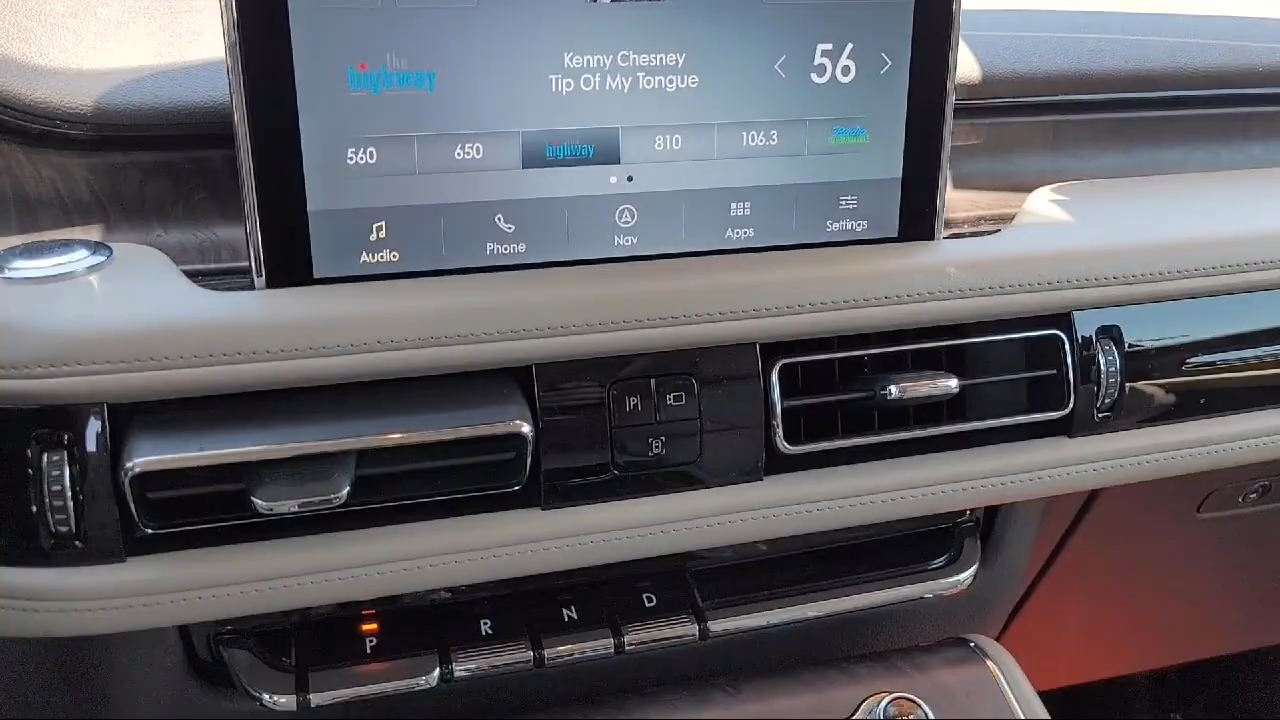 the
highway
Kenny Chesney
Tip Of My Tongue
56
560
650
highway
810
106.3
Radio
Audio
Phone
Nav
Apps
Settings
P
P
R
N
D